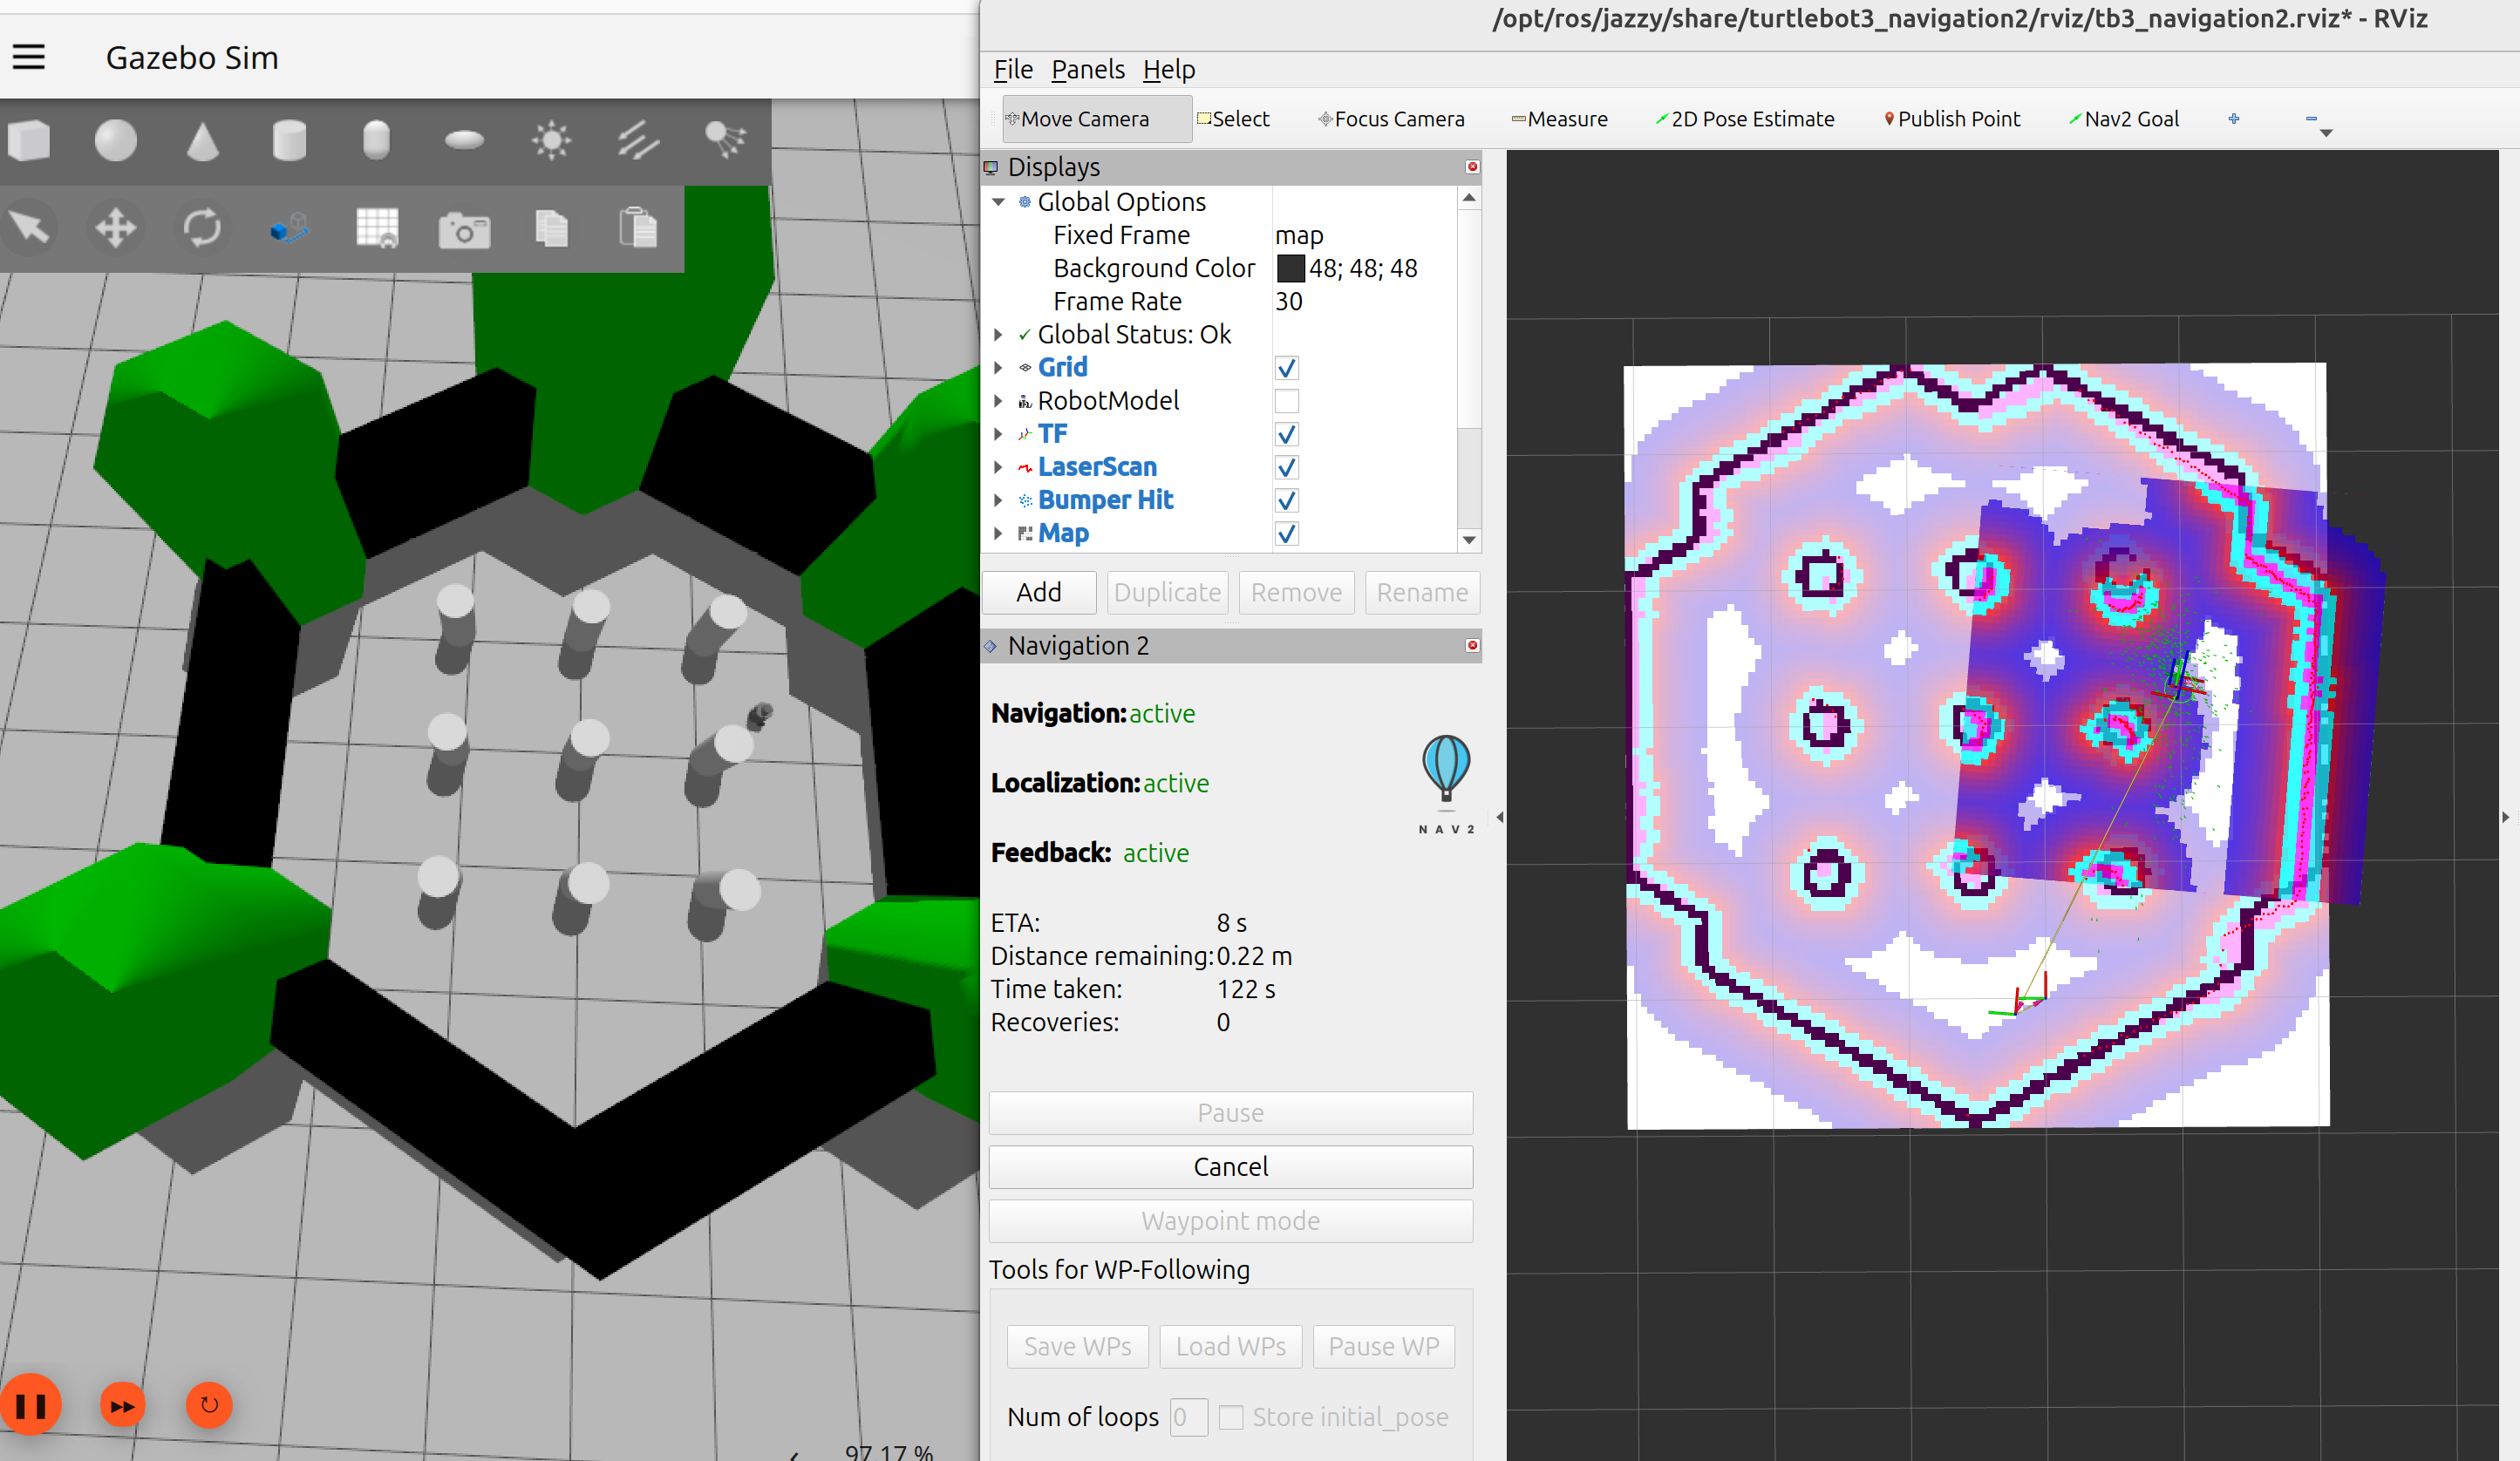 /opt/ros/jazzy/share/turtlebot3_navigation2/rviz/tb3_navigation2.rviz* - RViz
Gazebo Sim
File Panels Help
Move Camera Select Focus Camera Measure 2D Pose Estimate Publish Point Nav2 Goal
Displays
Global Options
Fixed Frame map
Background Color 48; 48; 48
Frame Rate 30
Global Status: Ok
Grid
RobotModel
TF
LaserScan
Bumper Hit
Map
Add Duplicate Remove Rename
Navigation 2
Navigation: active
Localization: active
NAV2
Feedback: active
ETA: 8 s
Distance remaining: 0.22 m
Time taken: 122 s
Recoveries: 0
Pause
Cancel
Waypoint mode
Tools for WP-Following
Save WPs Load WPs Pause WP
Num of loops 0 Store initial_pose
97.17 %